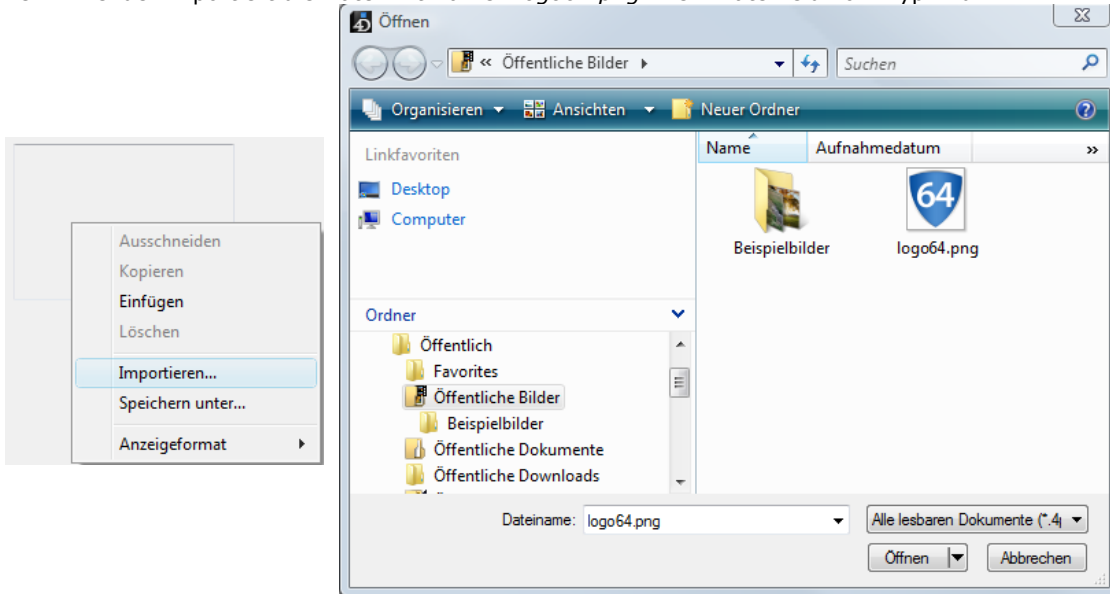 Öffnen
Öffentliche Bilder
Suchen
Organisieren
Ansichten
Neuer Ordner
Linkfavoriten
Desktop
Computer
Name
Aufnahmedatum
64
Beispielbilder
logo64.png
Ausschneiden
Kopieren
Einfügen
Löschen
Importieren...
Speichern unter...
Anzeigeformat
Ordner
Öffentlich
Favorites
Öffentliche Bilder
Beispielbilder
Öffentliche Dokumente
Öffentliche Downloads
Dateiname: logo64.png
Alle lesbaren Dokumente (*.4
Öffnen
Abbrechen